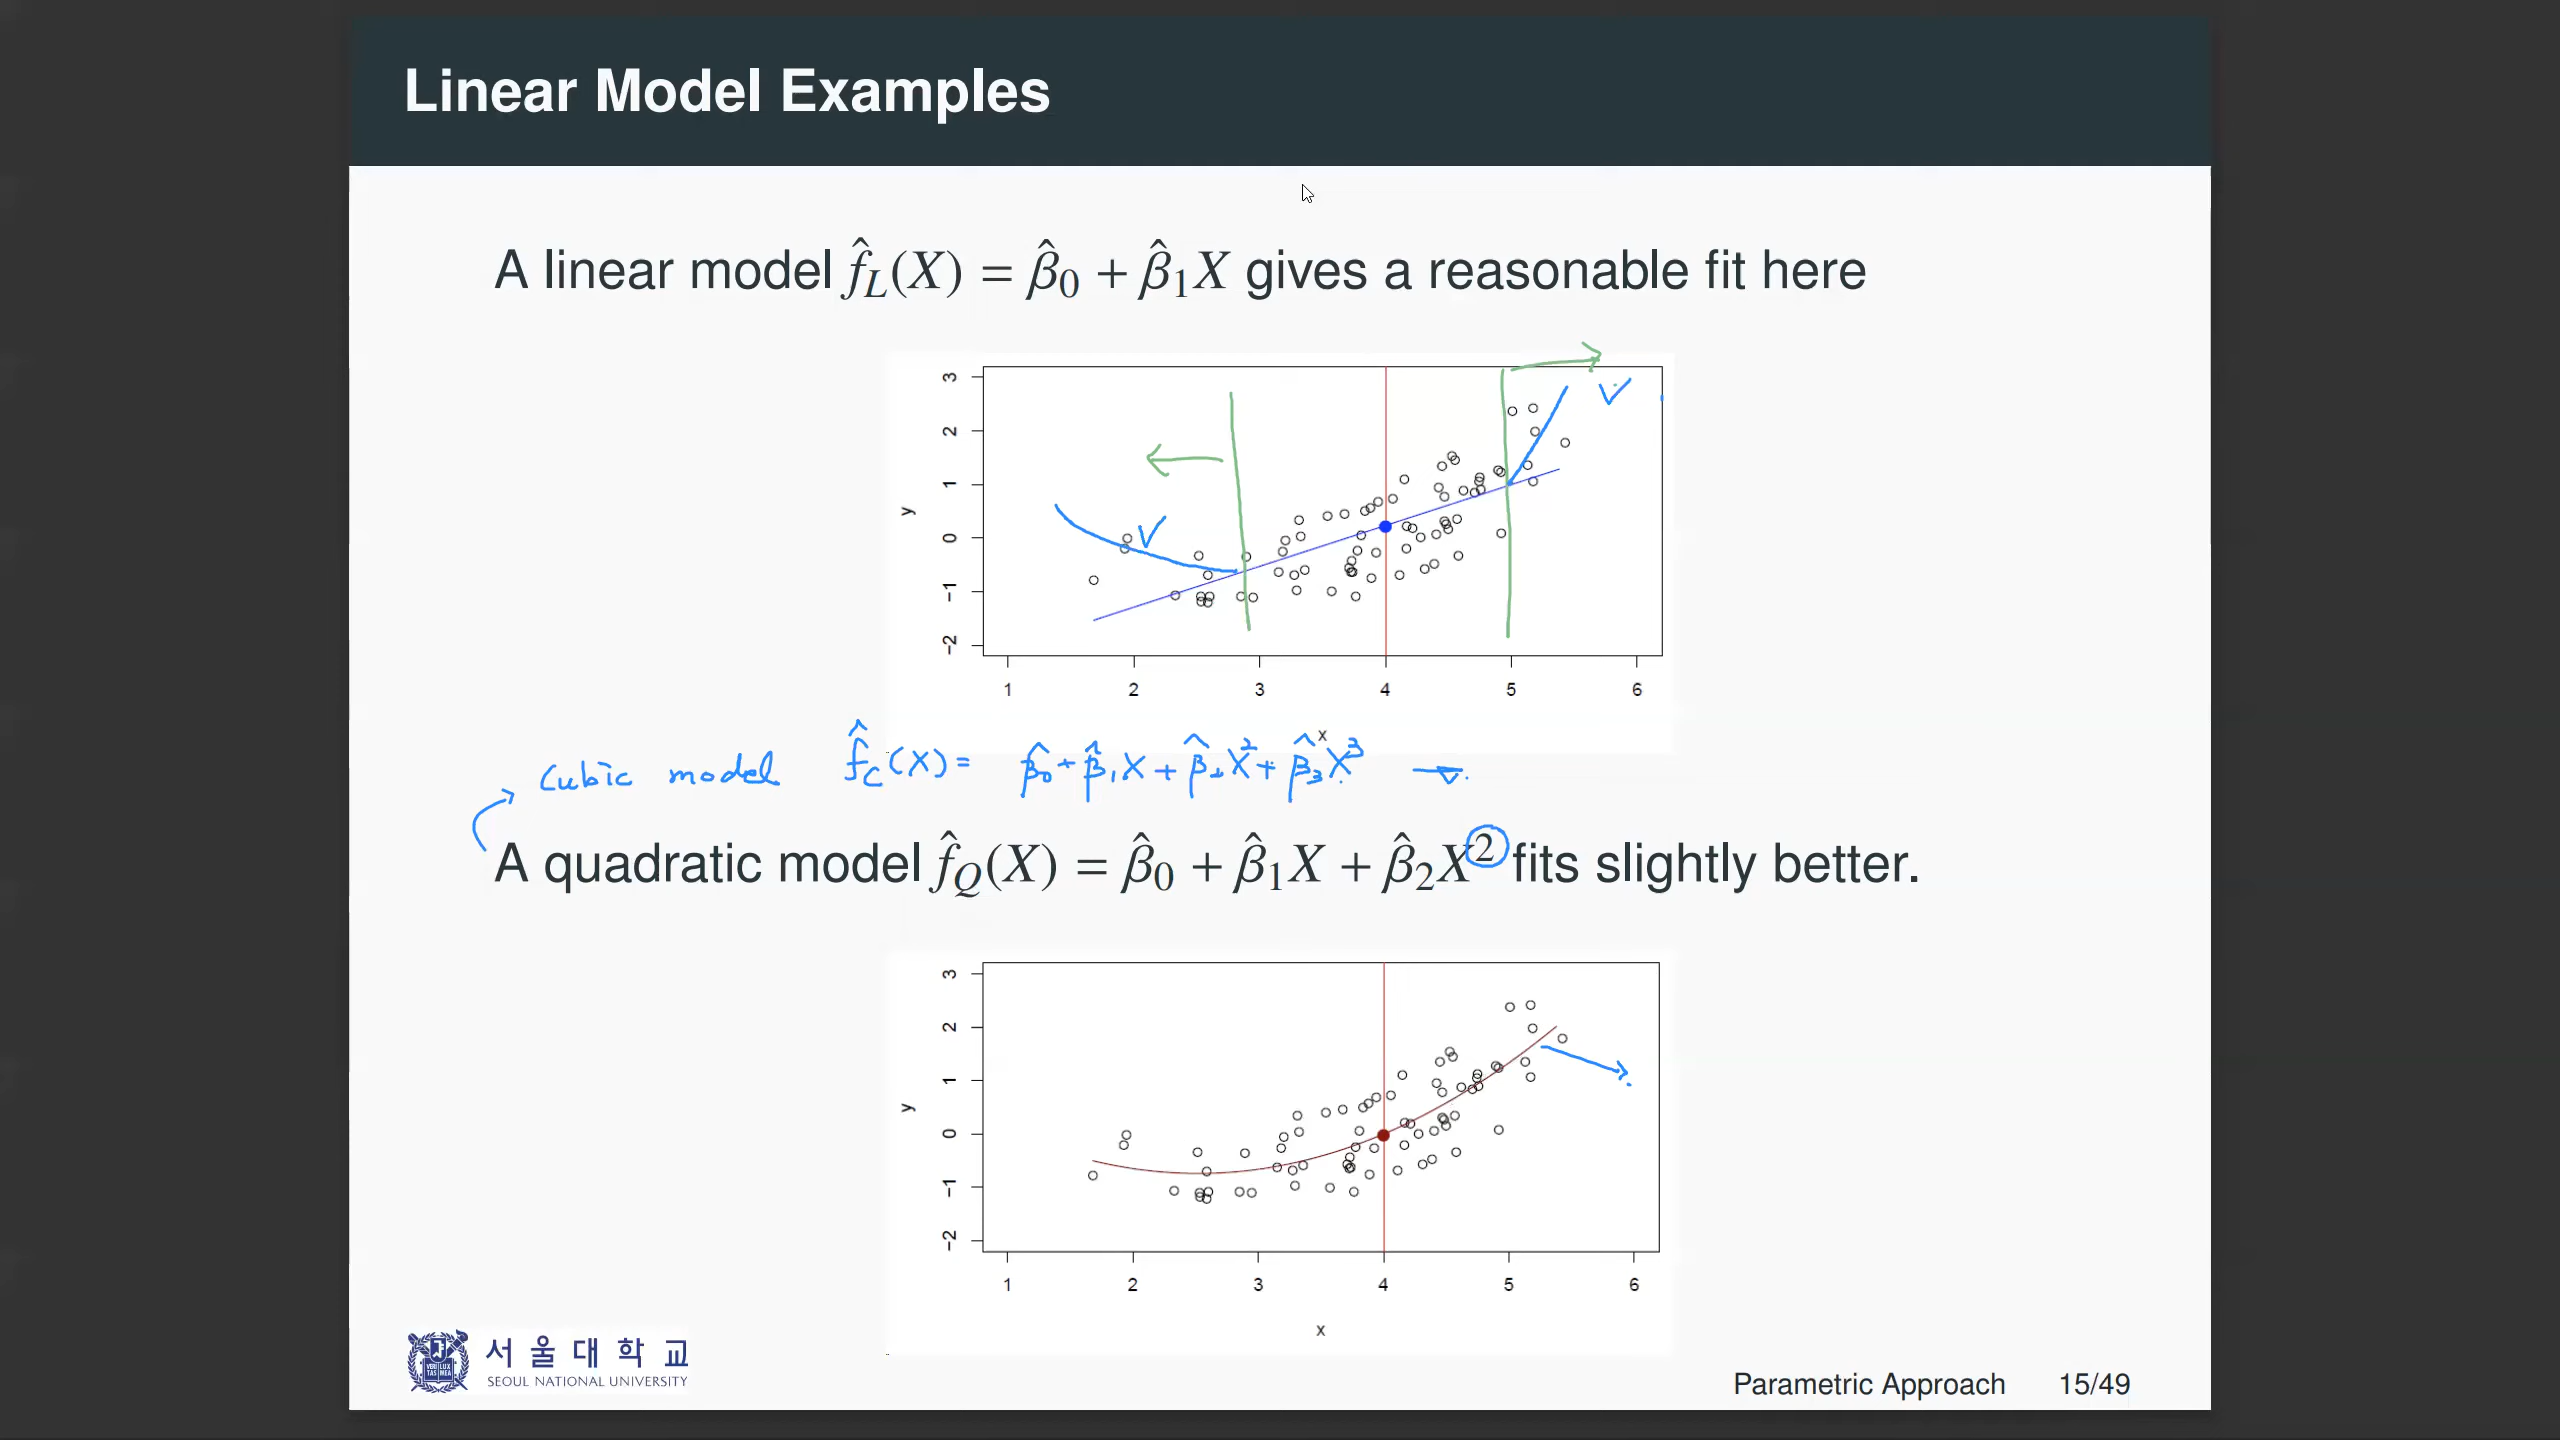 Linear Model Examples
A linear model f̂_L(X) = β̂₀ + β̂₁X gives a reasonable fit here
3
2
1
0
−1
−2
y
1 2 3 4 5 6
x
Cubic model f̂_C(X) = β̂₀ + β̂₁X + β̂₂X² + β̂₃X³
A quadratic model f̂_Q(X) = β̂₀ + β̂₁X + β̂₂X² fits slightly better.
3
2
1
0
−1
−2
y
1 2 3 4 5 6
x
서울대학교
SEOUL NATIONAL UNIVERSITY
Parametric Approach 15/49